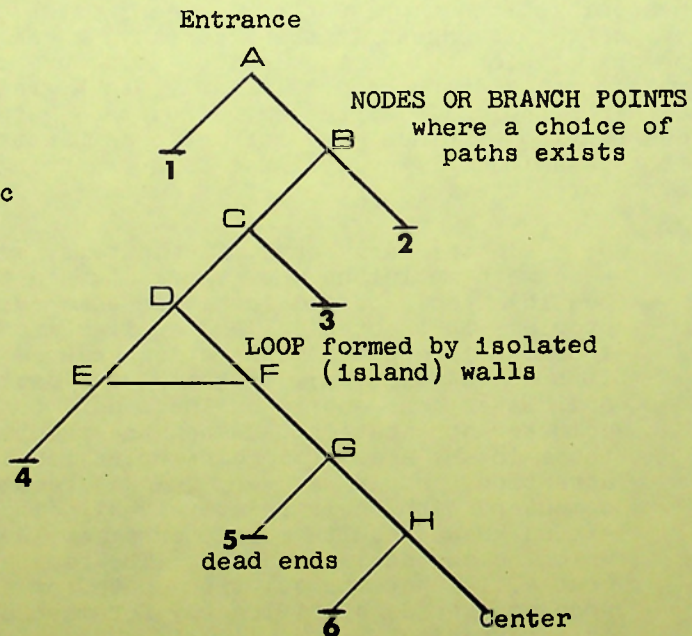 Entrance
A
NODES OR BRANCH POINTS
where a choice of
paths exists
B
1
c
C
2
D
3
LOOP formed by isolated
(island) walls
E
F
G
4
H
5
dead ends
6
Center